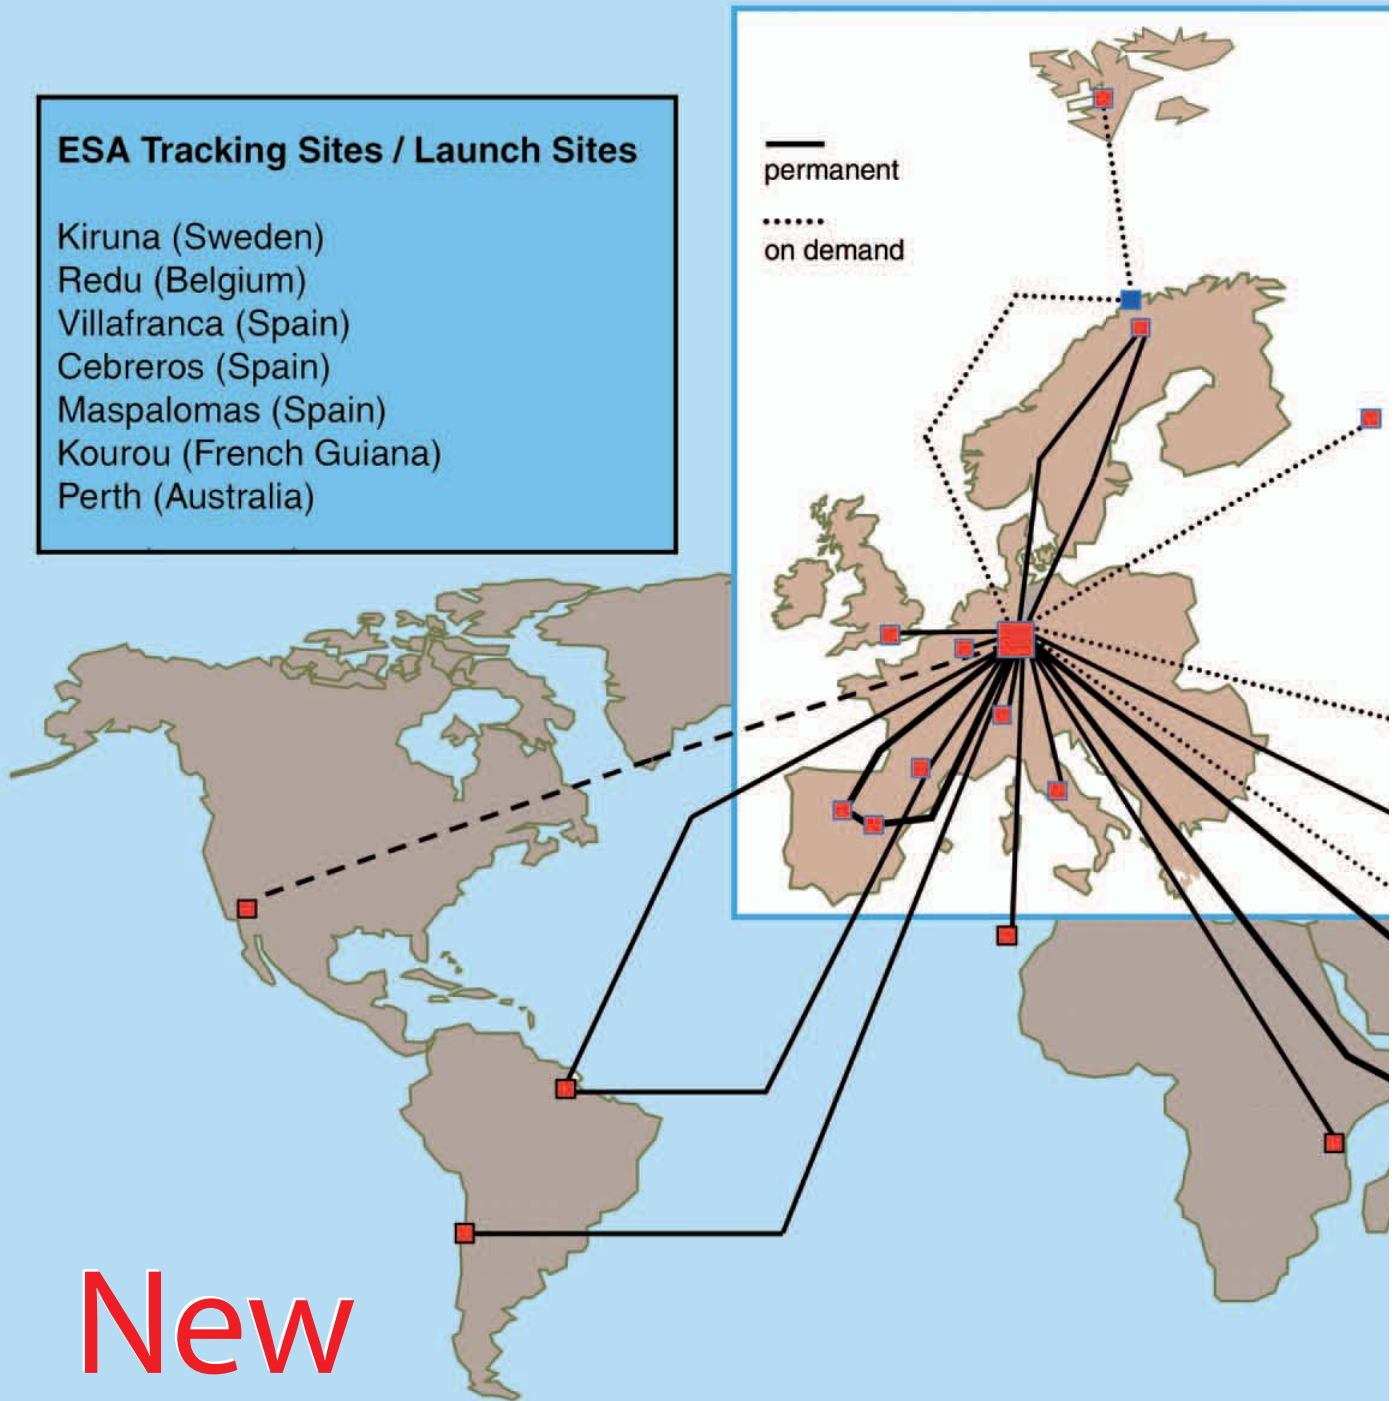 ESA Tracking Sites / Launch Sites
Kiruna (Sweden)
Redu (Belgium)
Villafranca (Spain)
Cebreros (Spain)
Maspalomas (Spain)
Kourou (French Guiana)
Perth (Australia)
permanent
on demand
New